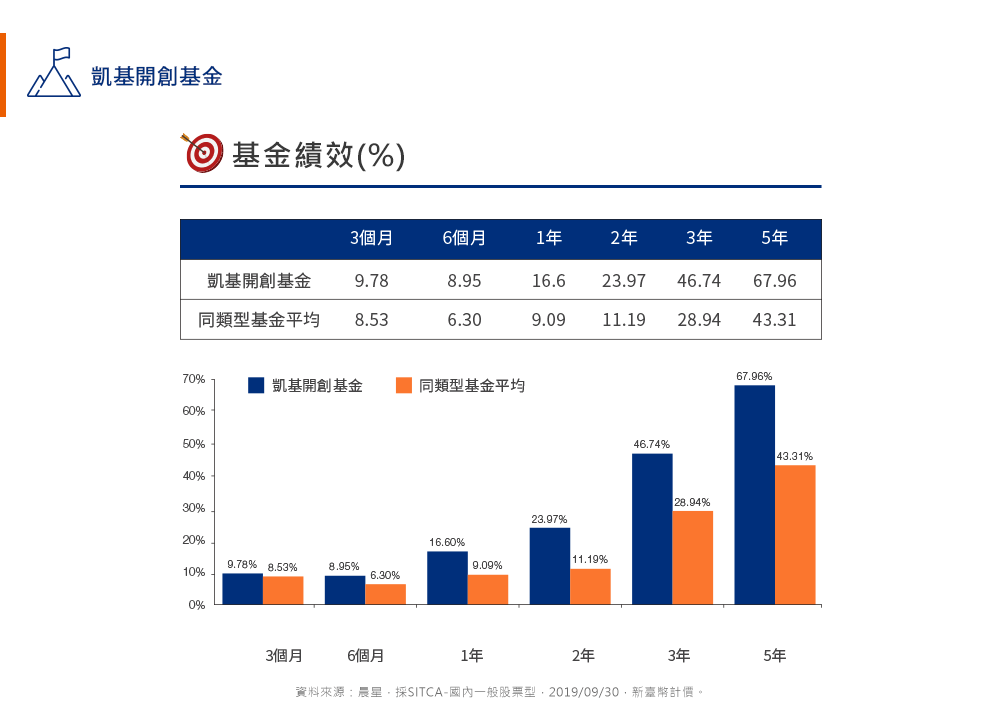 凱基開創基金
基金績效(%)
3個月 6個月 1年 2年 3年 5年
凱基開創基金 9.78 8.95 16.6 23.97 46.74 67.96
同類型基金平均 8.53 6.30 9.09 11.19 28.94 43.31
凱基開創基金 同類型基金平均
70%
60%
50%
40%
30%
20%
10%
0%
9.78% 8.53% 8.95% 6.30% 16.60% 9.09% 23.97% 11.19% 46.74% 28.94% 67.96% 43.31%
3個月 6個月 1年 2年 3年 5年
資料來源：晨星，採SITCA-國內一般股票型，2019/09/30，新臺幣計價。